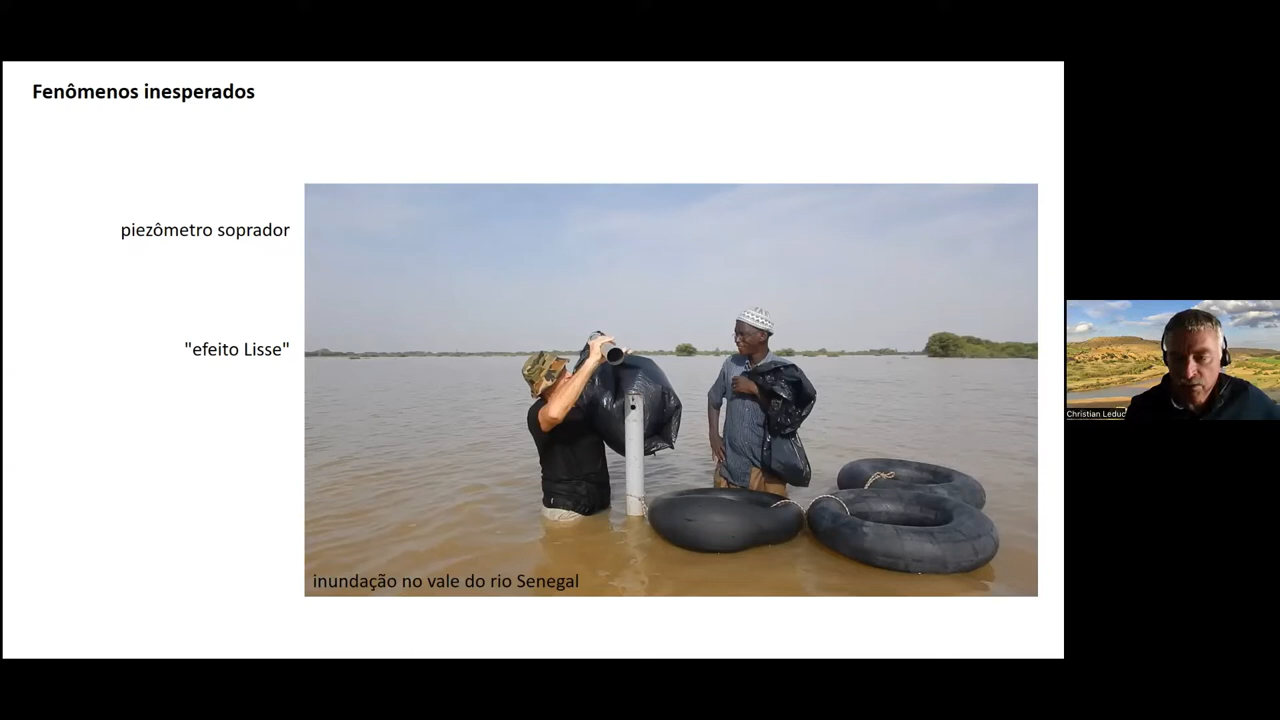 Fenômenos inesperados
piezômetro soprador
"efeito Lisse"
inundação no vale do rio Senegal
Christian Leduc